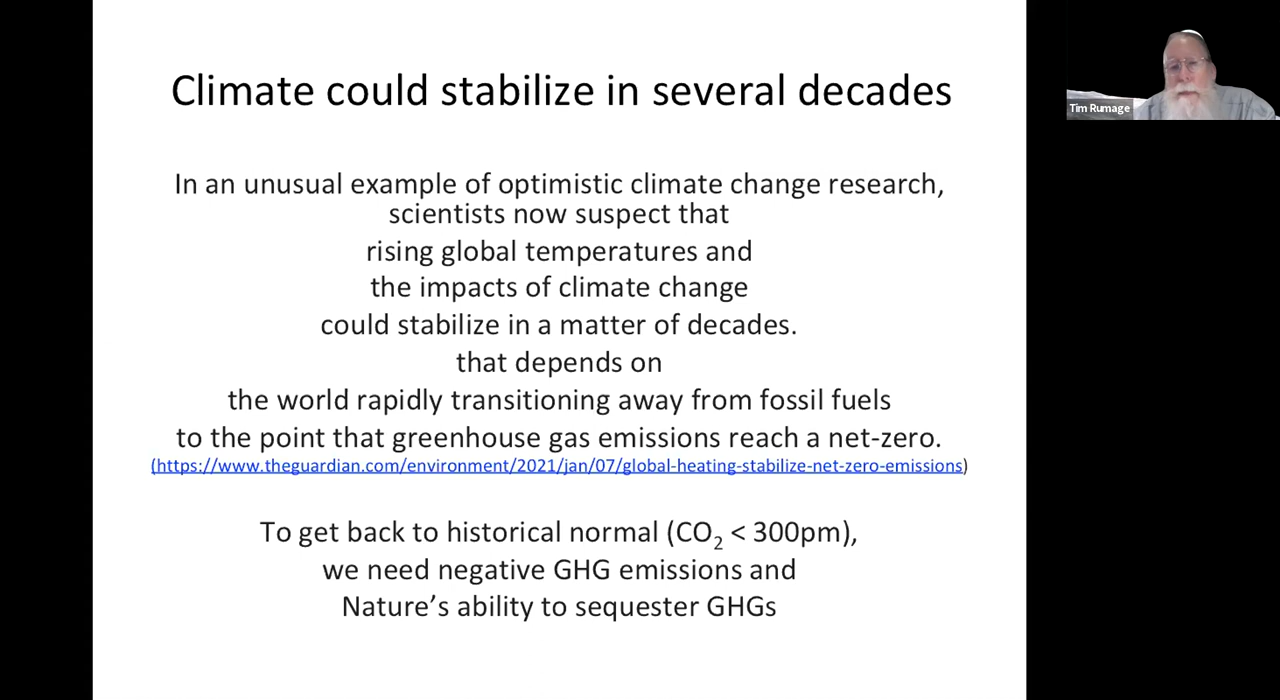 Climate could stabilize in several decades
In an unusual example of optimistic climate change research,
scientists now suspect that
rising global temperatures and
the impacts of climate change
could stabilize in a matter of decades.
that depends on
the world rapidly transitioning away from fossil fuels
to the point that greenhouse gas emissions reach a net-zero.
(https://www.theguardian.com/environment/2021/jan/07/global-heating-stabilize-net-zero-emissions)
To get back to historical normal (CO₂ < 300pm),
we need negative GHG emissions and
Nature’s ability to sequester GHGs
Tim Rumage